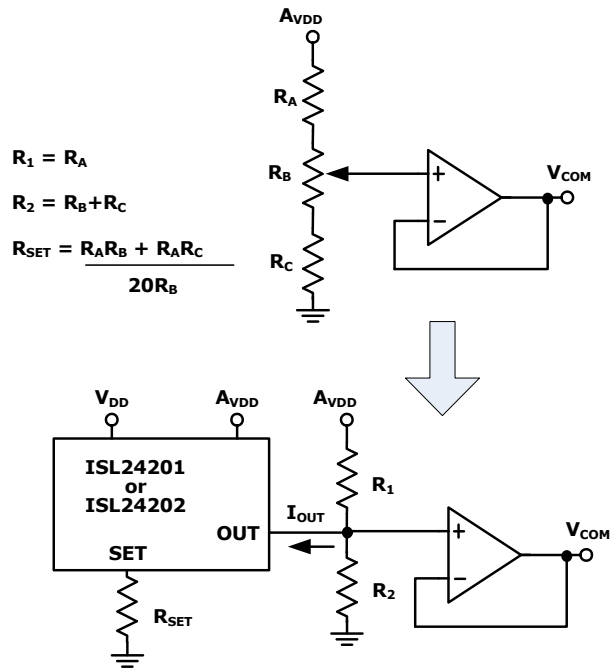 AVDD
RA
R1 = RA
RB
+
VCOM
R2 = RB+RC
−
RSET = RARB + RARC
20RB
RC
VDD
AVDD
AVDD
ISL24201
or
ISL24202
R1
OUT
IOUT
+
VCOM
SET
−
R2
RSET